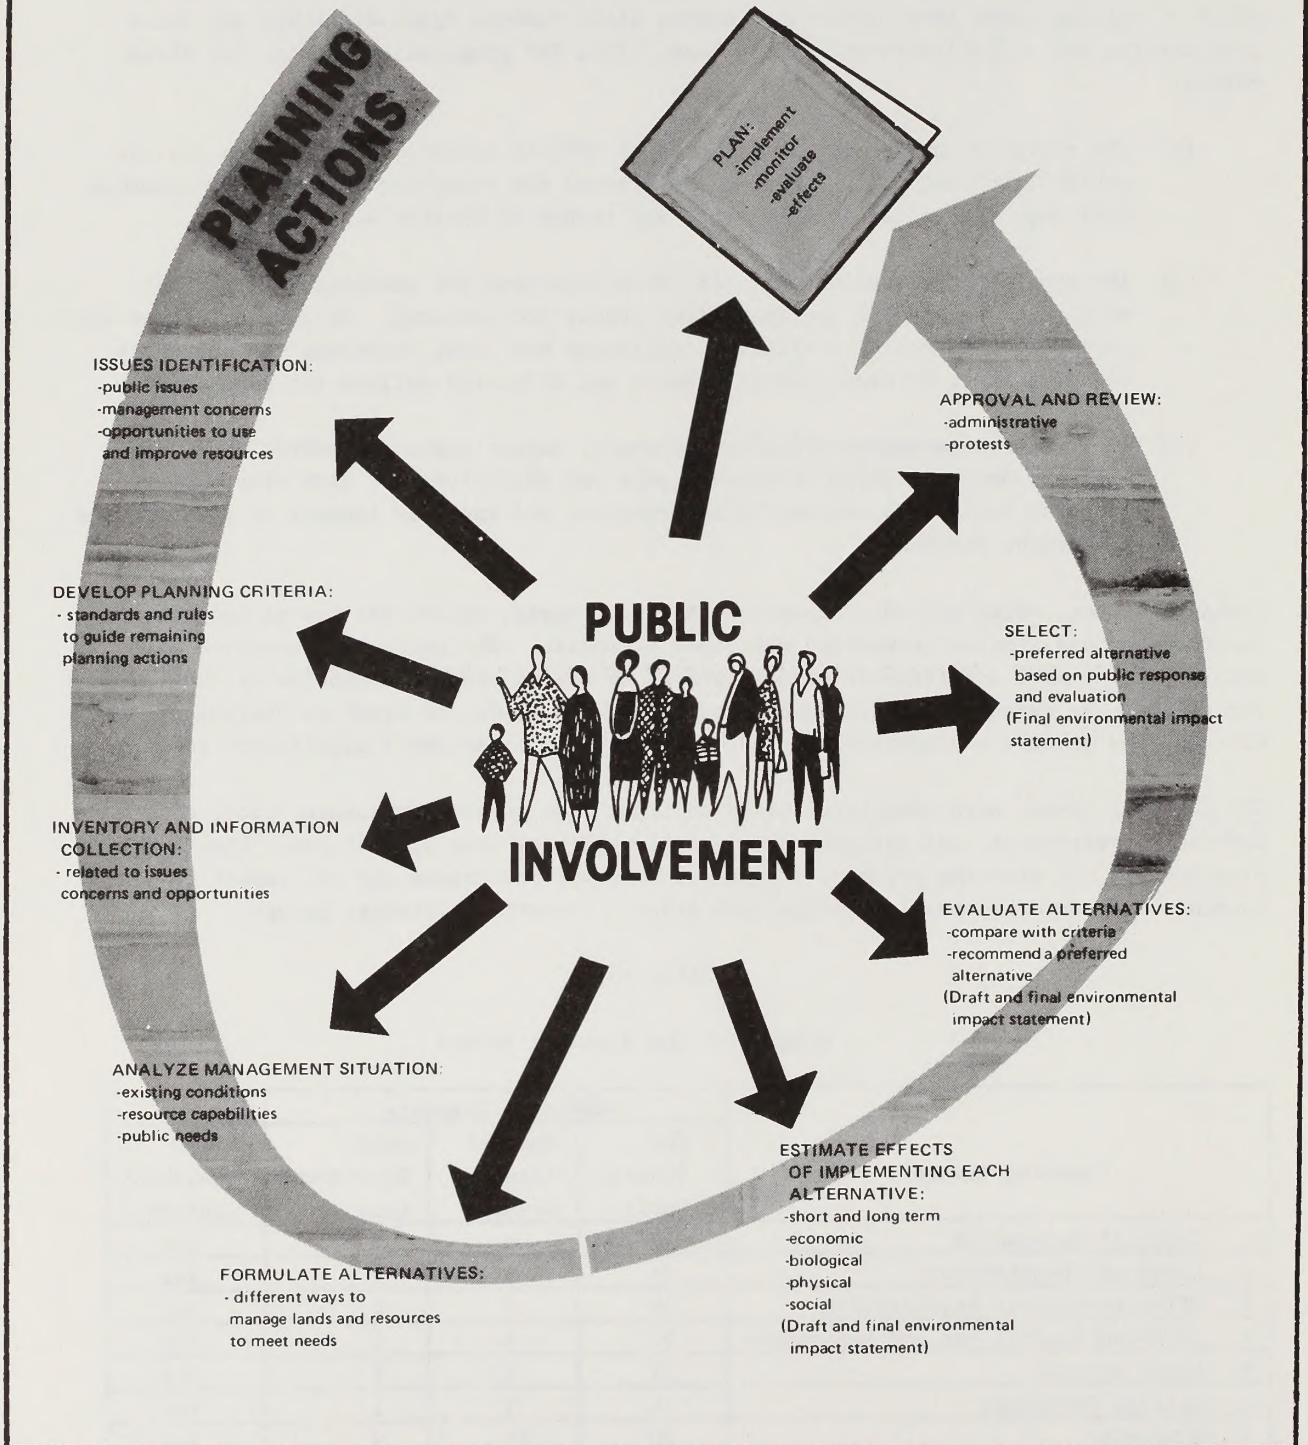 PLANNING
ACTIONS
PLAN:
-implement
-monitor
-evaluate
-effects
ISSUES IDENTIFICATION:
-public issues
-management concerns
-opportunities to use
and improve resources
DEVELOP PLANNING CRITERIA:
- standards and rules
to guide remaining
planning actions
INVENTORY AND INFORMATION
COLLECTION:
- related to issues
concerns and opportunities
ANALYZE MANAGEMENT SITUATION:
-existing conditions
-resource capabilities
-public needs
FORMULATE ALTERNATIVES:
- different ways to
manage lands and resources
to meet needs
ESTIMATE EFFECTS
OF IMPLEMENTING EACH
ALTERNATIVE:
-short and long term
-economic
-biological
-physical
-social
(Draft and final environmental
impact statement)
EVALUATE ALTERNATIVES:
-compare with criteria
-recommend a preferred
alternative
(Draft and final environmental
impact statement)
SELECT:
-preferred alternative
based on public response
and evaluation
(Final environmental impact
statement)
APPROVAL AND REVIEW:
-administrative
-protests
PUBLIC
INVOLVEMENT